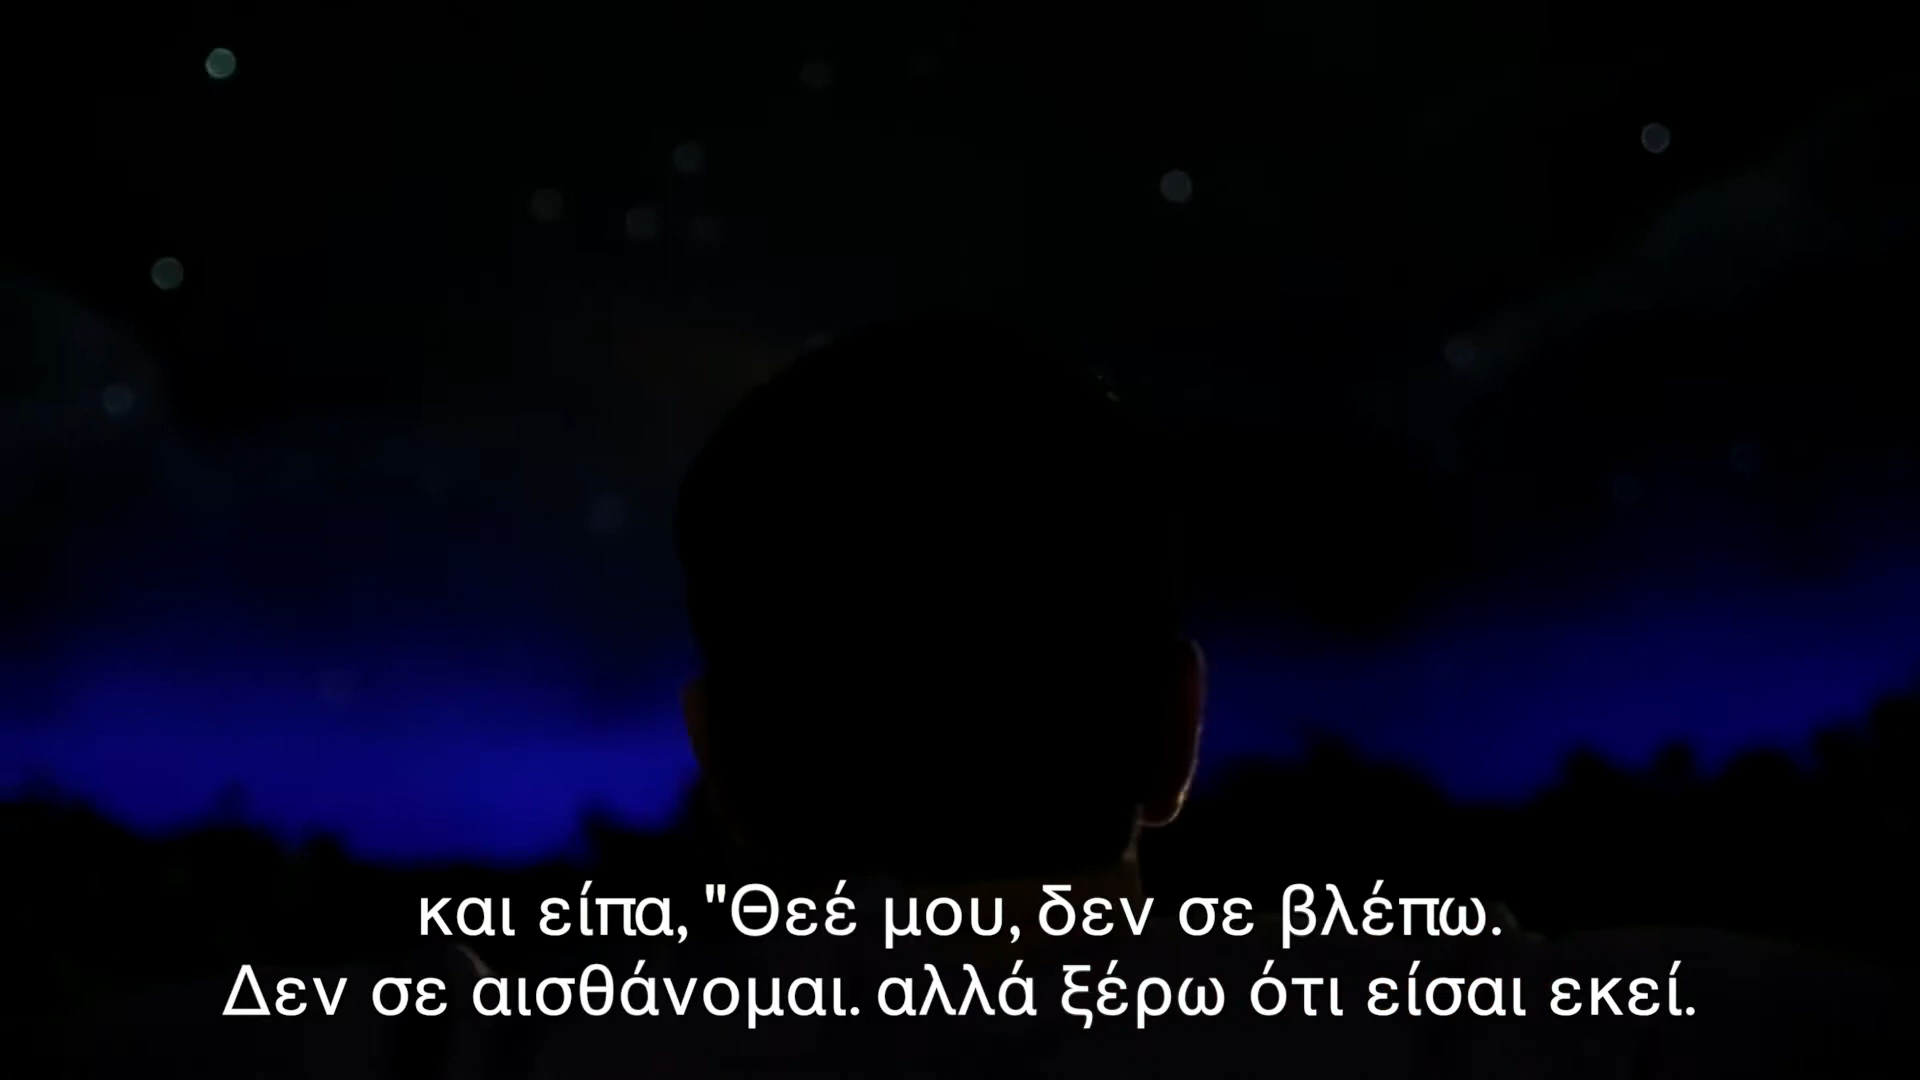 και είπα, "Θεέ μου, δεν σε βλέπω.
Δεν σε αισθάνομαι. αλλά ξέρω ότι είσαι εκεί.